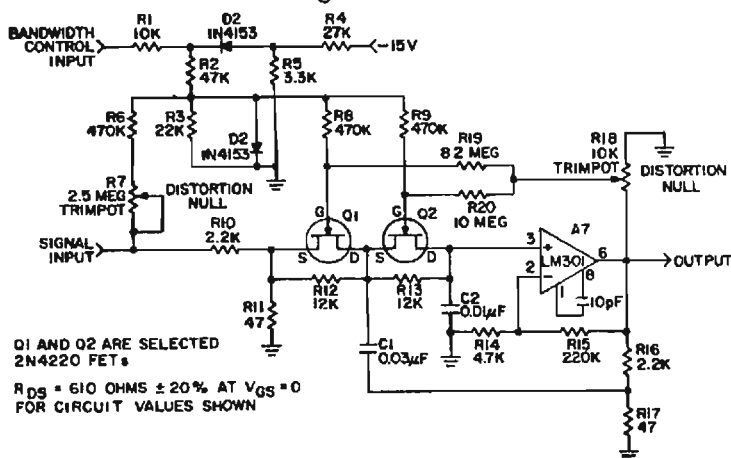 BANDWIDTH
CONTROL
INPUT
R1
10K
D2
1N4153
R4
27K
-15V
R2
47K
R5
3.3K
R6
470K
R3
22K
D2
1N4153
R8
470K
R9
470K
R19
8.2 MEG
R18
10K
TRIMPOT
DISTORTION
NULL
R7
2.5 MEG
TRIMPOT
DISTORTION
NULL
R20
10 MEG
SIGNAL
INPUT
R10
2.2K
G
Q1
S
D
G
Q2
S
D
A7
3
+
2
-
LM301
6
8
1
10pF
OUTPUT
R12
12K
R13
12K
R11
47
C2
0.01µF
C1
0.03µF
R14
4.7K
R15
220K
R16
2.2K
R17
47
Q1 AND Q2 ARE SELECTED
2N4220 FETs
RDS = 610 OHMS ± 20% AT VGS = 0
FOR CIRCUIT VALUES SHOWN